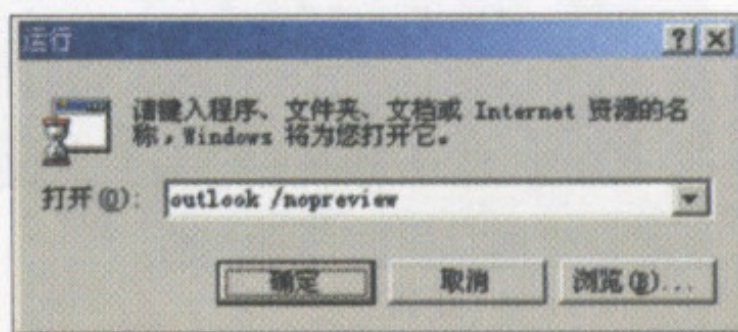 运行
请键入程序、文件夹、文档或 Internet 资源的名
称，Windows 将为您打开它。
打开(O): outlook /nopreview
确定 取消 浏览(B)...